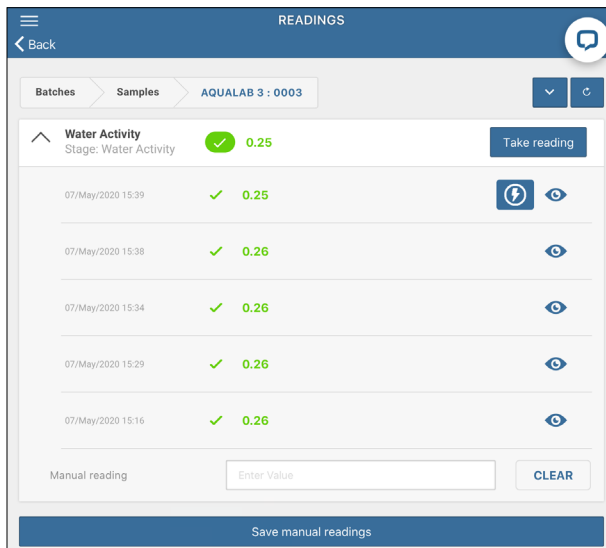 READINGS
Back
Batches Samples AQUALAB 3 : 0003
Water Activity
Stage: Water Activity
0.25
Take reading
07/May/2020 15:39 0.25
07/May/2020 15:38 0.26
07/May/2020 15:34 0.26
07/May/2020 15:29 0.26
07/May/2020 15:16 0.26
Manual reading Enter Value CLEAR
Save manual readings